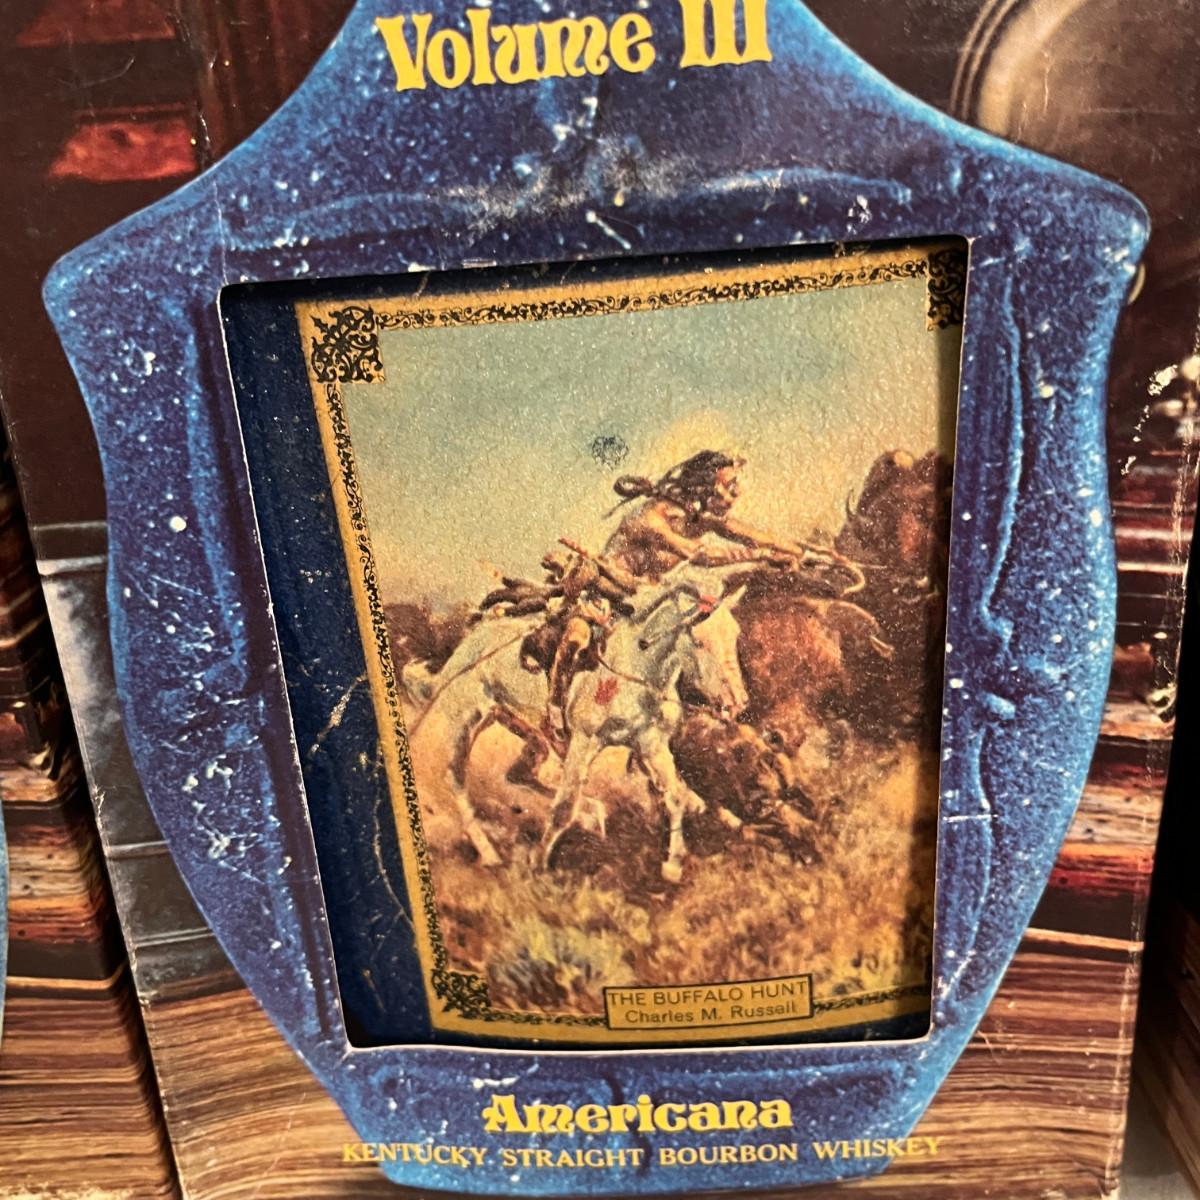 Volume III
THE BUFFALO HUNT
Charles M. Russell
Americana
KENTUCKY STRAIGHT BOURBON WHISKEY